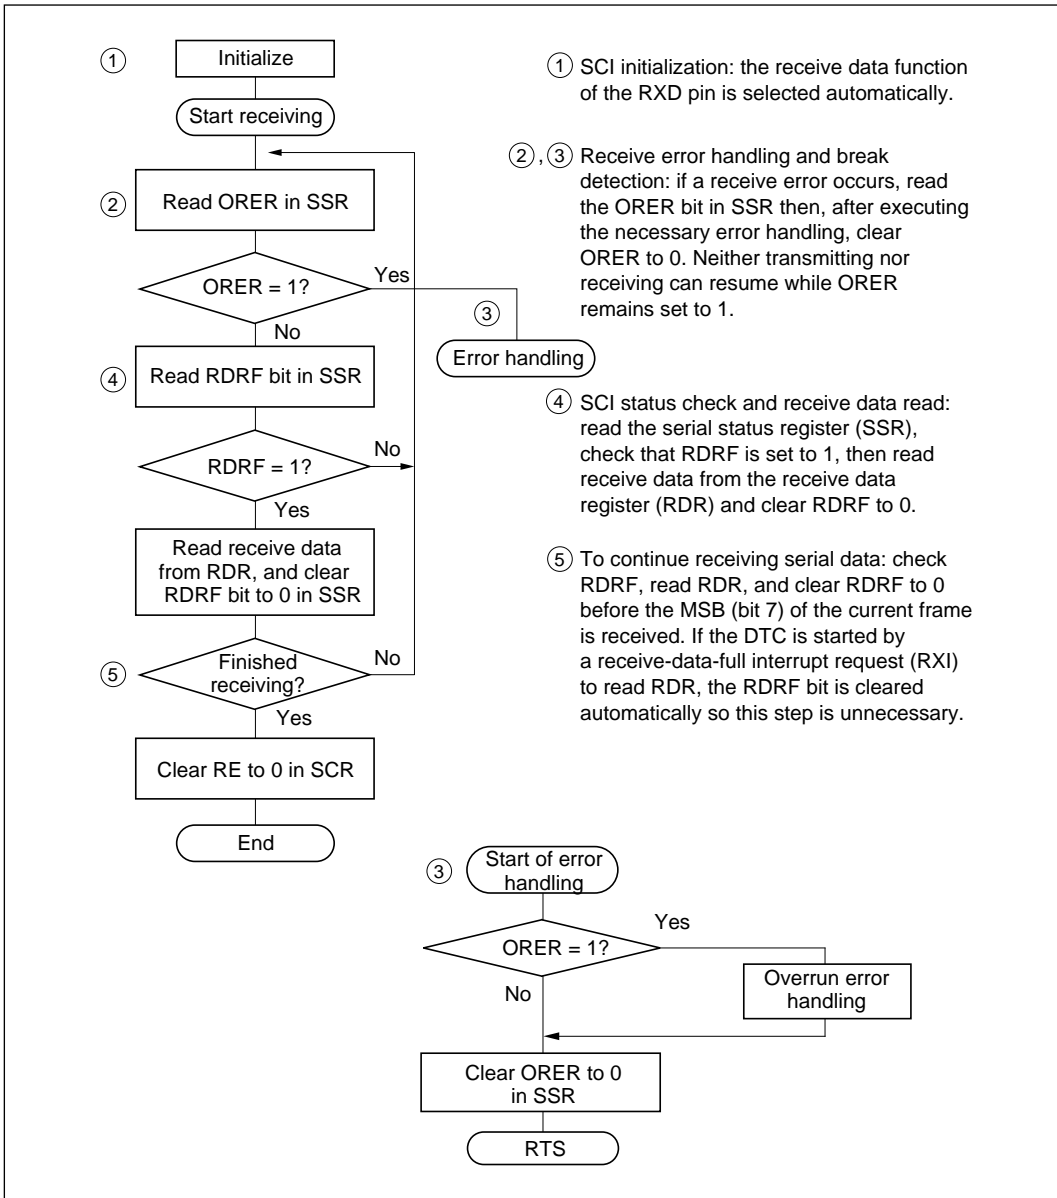 ① Initialize
Start receiving
② Read ORER in SSR
ORER = 1?
Yes
No
③
Error handling
④ Read RDRF bit in SSR
RDRF = 1?
No
Yes
Read receive data
from RDR, and clear
RDRF bit to 0 in SSR
⑤ Finished
receiving?
No
Yes
Clear RE to 0 in SCR
End
① SCI initialization: the receive data function
of the RXD pin is selected automatically.
②, ③ Receive error handling and break
detection: if a receive error occurs, read
the ORER bit in SSR then, after executing
the necessary error handling, clear
ORER to 0. Neither transmitting nor
receiving can resume while ORER
remains set to 1.
④ SCI status check and receive data read:
read the serial status register (SSR),
check that RDRF is set to 1, then read
receive data from the receive data
register (RDR) and clear RDRF to 0.
⑤ To continue receiving serial data: check
RDRF, read RDR, and clear RDRF to 0
before the MSB (bit 7) of the current frame
is received. If the DTC is started by
a receive-data-full interrupt request (RXI)
to read RDR, the RDRF bit is cleared
automatically so this step is unnecessary.
③ Start of error
handling
ORER = 1?
Yes
No
Overrun error
handling
Clear ORER to 0
in SSR
RTS